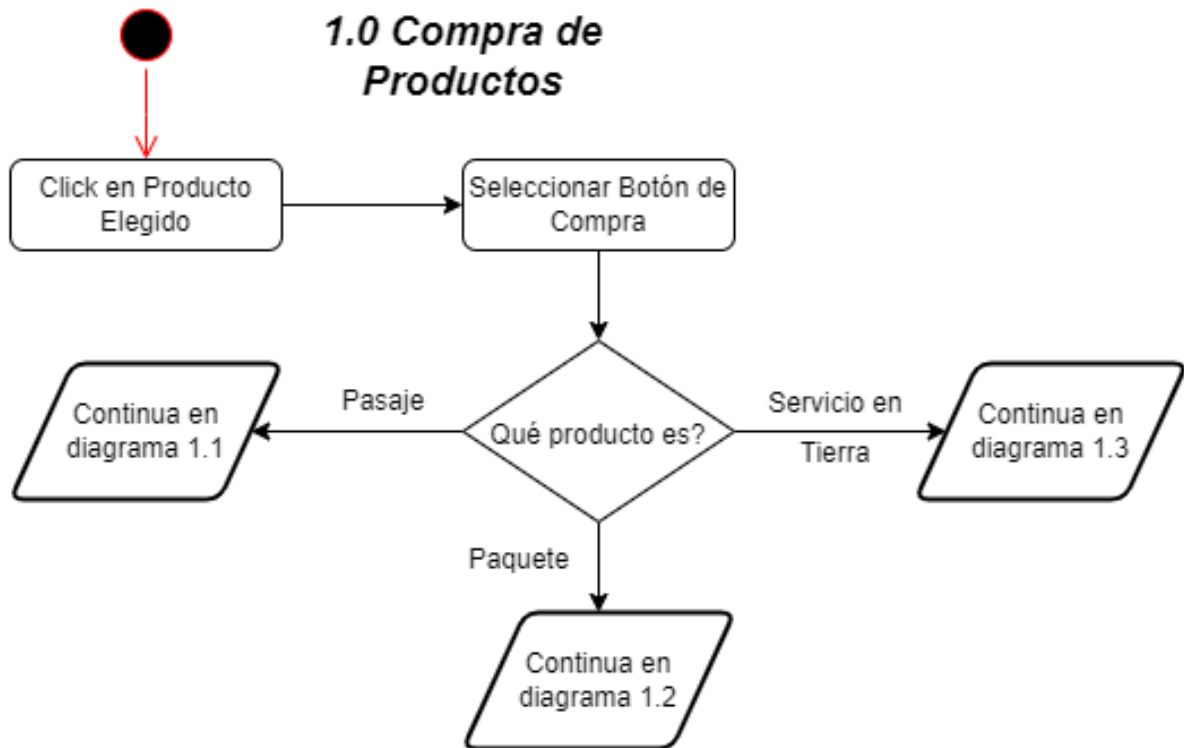 1.0 Compra de
Productos
Click en Producto
Elegido
Seleccionar Botón de
Compra
Qué producto es?
Pasaje
Continua en
diagrama 1.1
Servicio en
Tierra
Continua en
diagrama 1.3
Paquete
Continua en
diagrama 1.2